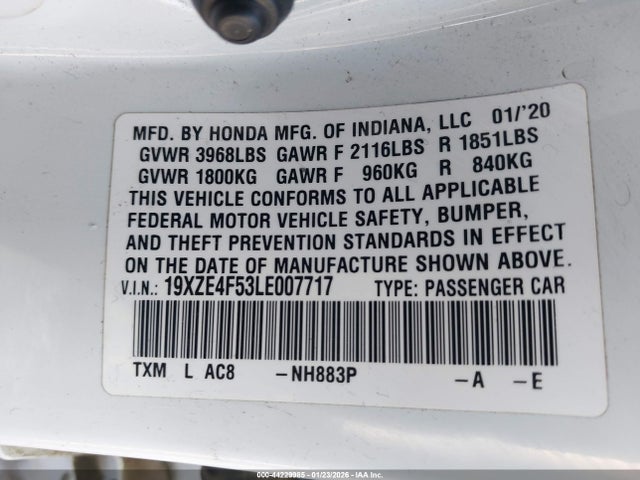 MFD. BY HONDA MFG. OF INDIANA, LLC 01/'20
GVWR 3968LBS GAWR F 2116LBS R 1851LBS
GVWR 1800KG GAWR F 960KG R 840KG
THIS VEHICLE CONFORMS TO ALL APPLICABLE
FEDERAL MOTOR VEHICLE SAFETY, BUMPER,
AND THEFT PREVENTION STANDARDS IN EFFECT
ON THE DATE OF MANUFACTURE SHOWN ABOVE.
V.I.N.: 19XZE4F53LE007717 TYPE: PASSENGER CAR
TXM L AC8 -NH883P -A -E
000-44229985 - 01/23/2026 - IAA Inc.